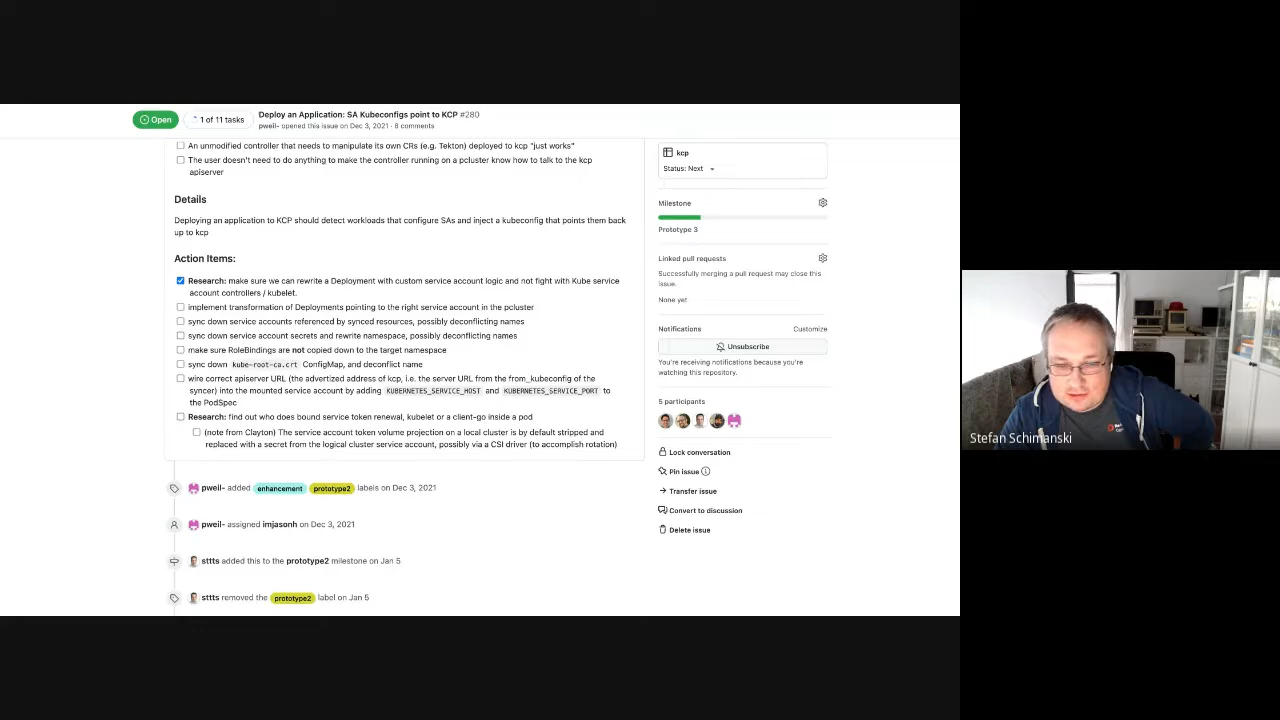 Open
1 of 11 tasks
Deploy an Application: SA Kubeconfigs point to KCP #280
pweil- opened this issue on Dec 3, 2021 · 8 comments
An unmodified controller that needs to manipulate its own CRs (e.g. Tekton) deployed to kcp "just works"
The user doesn't need to do anything to make the controller running on a pcluster know how to talk to the kcp
apiserver
Details
Deploying an application to KCP should detect workloads that configure SAs and inject a kubeconfig that points them back
up to kcp
Action Items:
Research: make sure we can rewrite a Deployment with custom service account logic and not fight with Kube service
account controllers / kubelet.
implement transformation of Deployments pointing to the right service account in the pcluster
sync down service accounts referenced by synced resources, possibly deconflicting names
sync down service account secrets and rewrite namespace, possibly deconflicting names
make sure RoleBindings are not copied down to the target namespace
sync down kube-root-ca.crt ConfigMap, and deconflict name
wire correct apiserver URL (the advertized address of kcp, i.e. the server URL from the from_kubeconfig of the
syncer) into the mounted service account by adding KUBERNETES_SERVICE_HOST and KUBERNETES_SERVICE_PORT to
the PodSpec
Research: find out who does bound service token renewal, kubelet or a client-go inside a pod
(note from Clayton) The service account token volume projection on a local cluster is by default stripped and
replaced with a secret from the logical cluster service account, possibly via a CSI driver (to accomplish rotation)
pweil- added enhancement prototype2 labels on Dec 3, 2021
pweil- assigned imjasonh on Dec 3, 2021
sttts added this to the prototype2 milestone on Jan 5
sttts removed the prototype2 label on Jan 5
kcp
Status: Next
Milestone
Prototype 3
Linked pull requests
Successfully merging a pull request may close this
issue.
None yet
Notifications
Customize
Unsubscribe
You're receiving notifications because you're
watching this repository.
5 participants
Lock conversation
Pin issue
Transfer issue
Convert to discussion
Delete issue
Stefan Schimanski